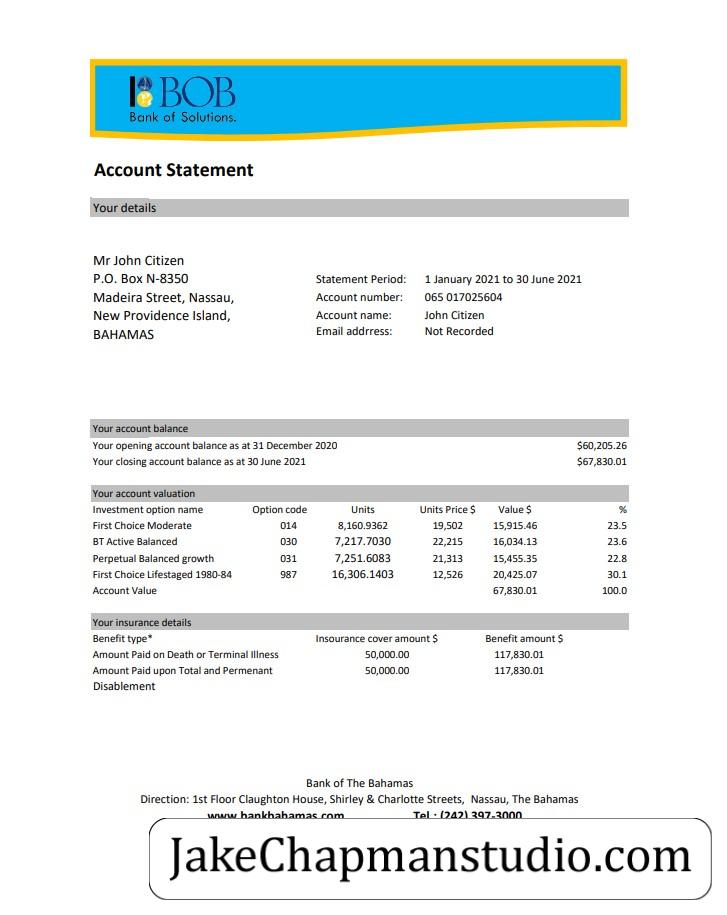 BOB
Bank of Solutions.
Account Statement
Your details
Mr John Citizen
P.O. Box N-8350
Madeira Street, Nassau,
New Providence Island,
BAHAMAS
Statement Period: 1 January 2021 to 30 June 2021
Account number: 065 017025604
Account name: John Citizen
Email addrress: Not Recorded
Your account balance
Your opening account balance as at 31 December 2020 $60,205.26
Your closing account balance as at 30 June 2021 $67,830.01
Your account valuation
Investment option name Option code Units Units Price $ Value $ %
First Choice Moderate 014 8,160.9362 19,502 15,915.46 23.5
BT Active Balanced 030 7,217.7030 22,215 16,034.13 23.6
Perpetual Balanced growth 031 7,251.6083 21,313 15,455.35 22.8
First Choice Lifestaged 1980-84 987 16,306.1403 12,526 20,425.07 30.1
Account Value 67,830.01 100.0
Your insurance details
Benefit type* Insourance cover amount $ Benefit amount $
Amount Paid on Death or Terminal Illness 50,000.00 117,830.01
Amount Paid upon Total and Permenant 50,000.00 117,830.01
Disablement
Bank of The Bahamas
Direction: 1st Floor Claughton House, Shirley & Charlotte Streets, Nassau, The Bahamas
www.bankbahamas.com Tel.: (242) 397-3000
JakeChapmanstudio.com